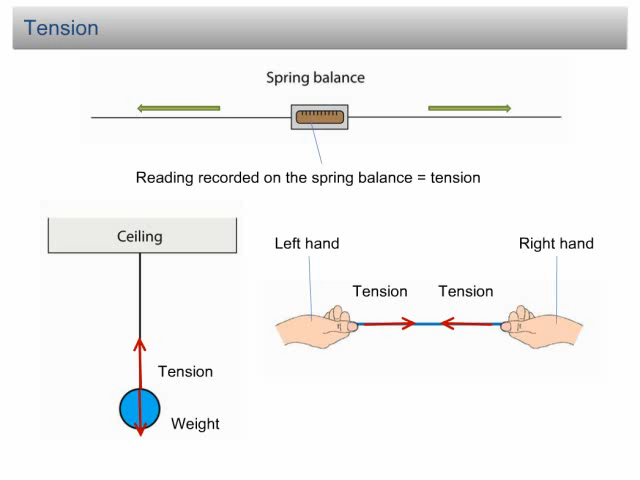 Tension
Spring balance
Reading recorded on the spring balance = tension
Ceiling
Tension
Weight
Left hand
Right hand
Tension
Tension